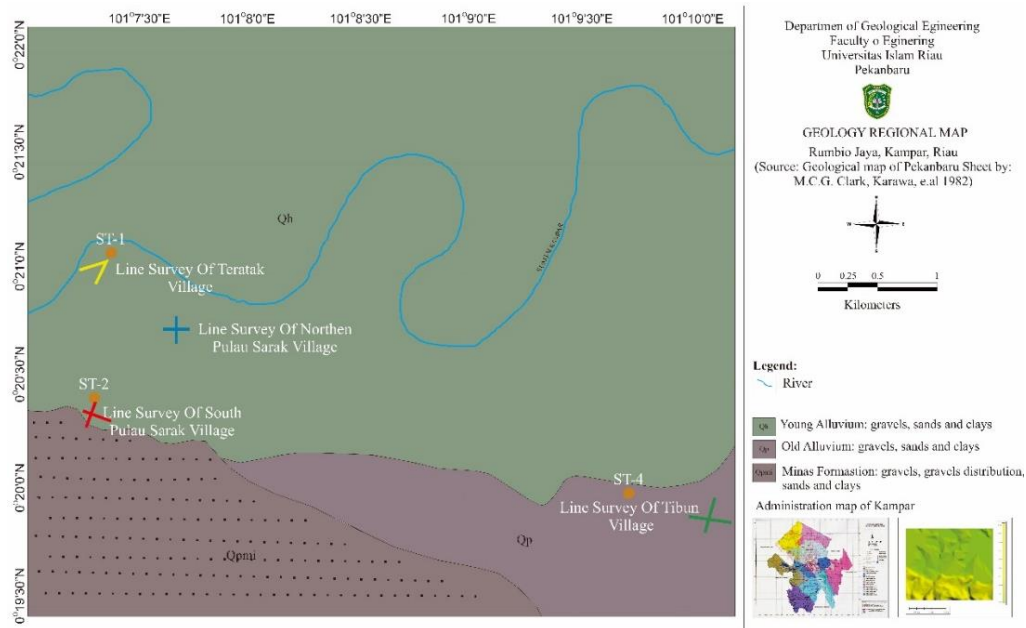 101°7'30"E 101°8'0"E 101°8'30"E 101°9'0"E 101°9'30"E 101°10'0"E
0°22'0"N
0°21'30"N
0°21'0"N
0°20'30"N
0°20'0"N
0°19'30"N
Qh
ST-1
Line Survey Of Teratak
Village
Line Survey Of Northen
Pulau Sarak Village
ST-2
Line Survey Of South
Pulau Sarak Village
ST-4
Line Survey Of Tibun
Village
Qp
Qpmi
Departmen of Geological Egineering
Faculty o Eginering
Universitas Islam Riau
Pekanbaru
GEOLOGY REGIONAL MAP
Rumbio Jaya, Kampar, Riau
(Source: Geological map of Pekanbaru Sheet by:
M.C.G. Clark, Karawa, e.al 1982)
0 0.25 0.5 1
Kilometers
Legend:
River
Qh Young Alluvium: gravels, sands and clays
Qp Old Alluvium: gravels, sands and clays
Qpmi Minas Formastion: gravels, gravels distribution,
sands and clays
Administration map of Kampar